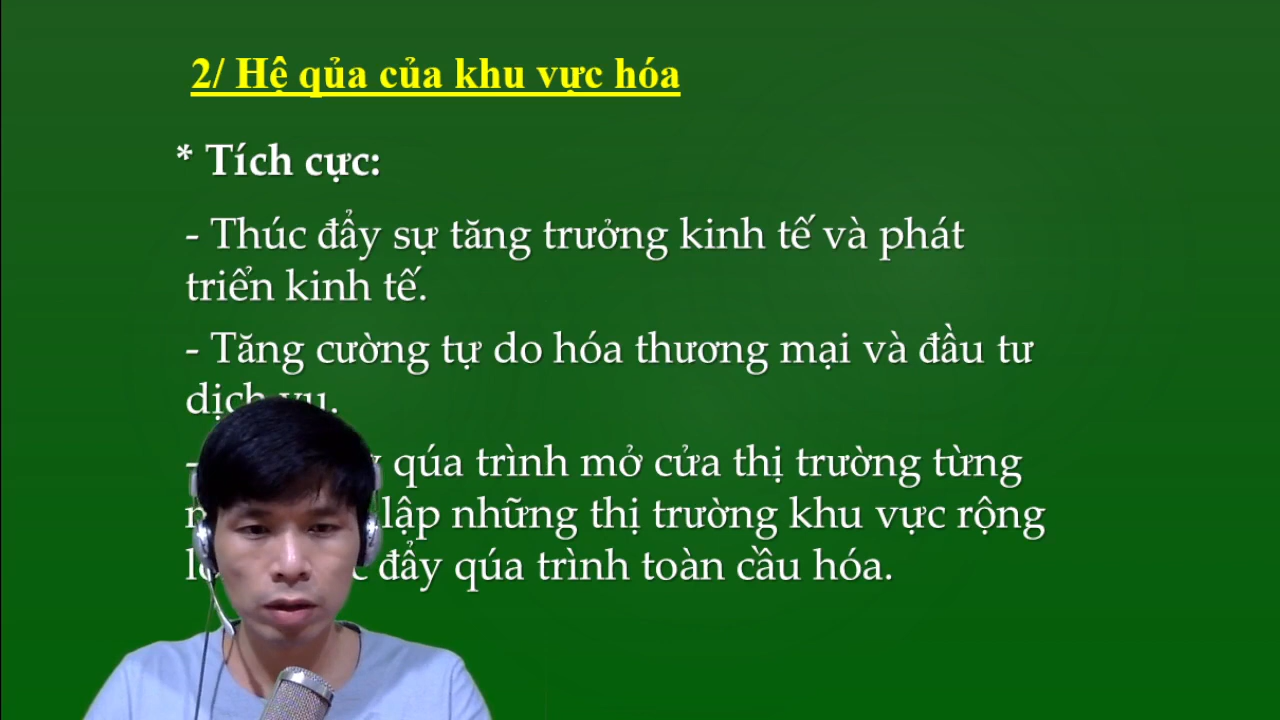 2/ Hệ qủa của khu vực hóa
* Tích cực:
- Thúc đẩy sự tăng trưởng kinh tế và phát
triển kinh tế.
- Tăng cường tự do hóa thương mại và đầu tư
dịch vụ.
- qúa trình mở cửa thị trường từng
lập những thị trường khu vực rộng
đẩy qúa trình toàn cầu hóa.